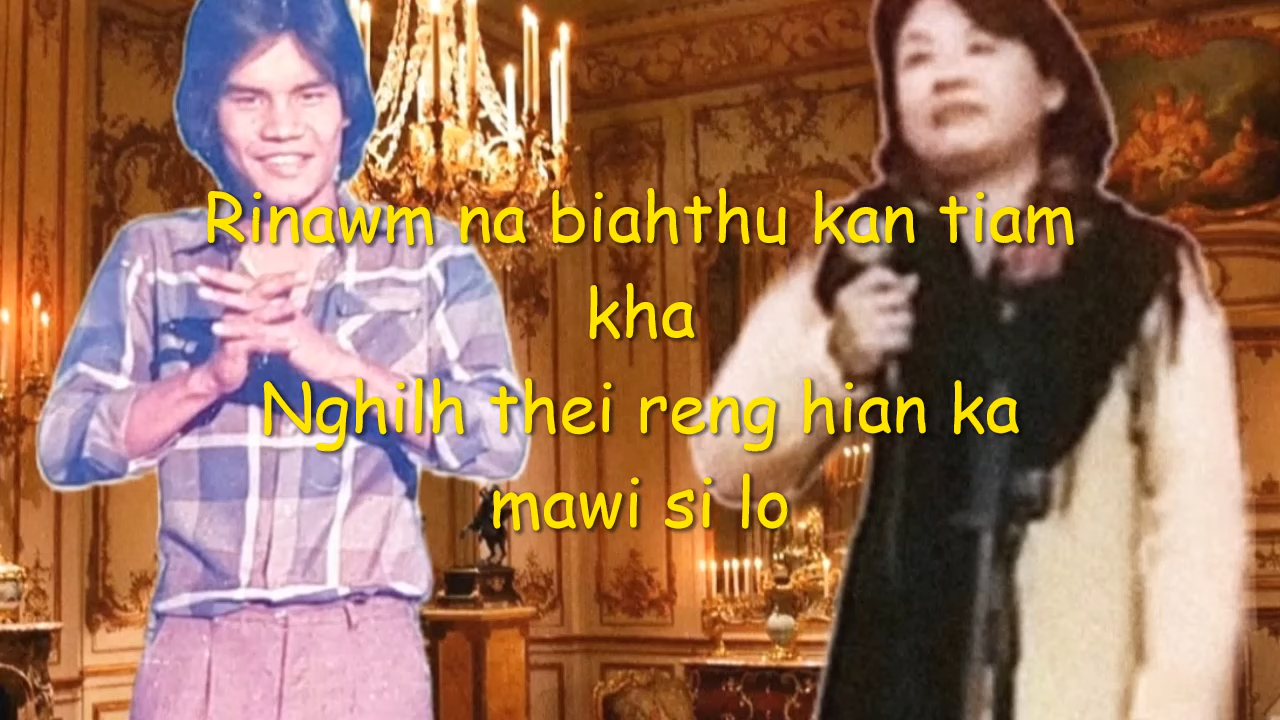 Rinawm na biahthu kan tiam
kha
Nghilh thei reng hian ka
mawi si lo